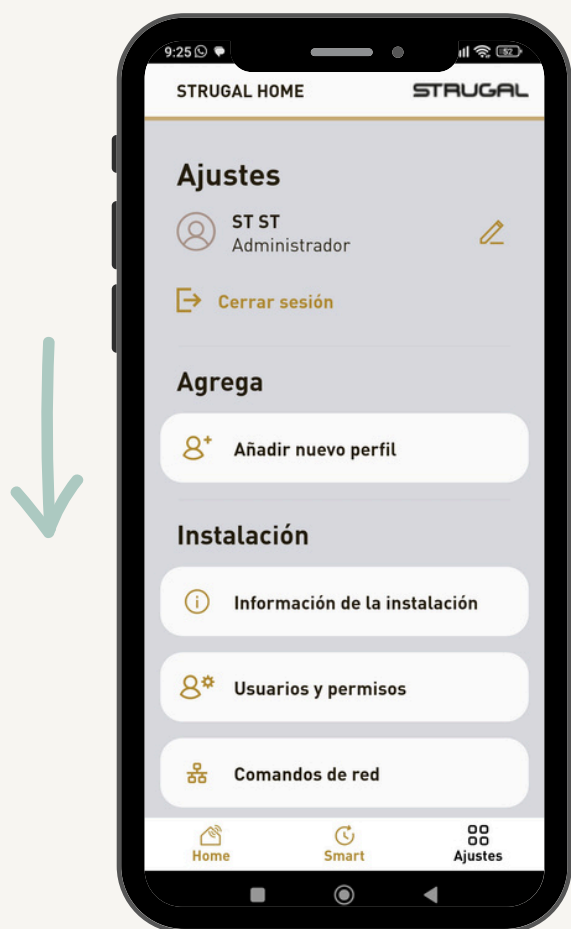 9:25
52
STRUGAL HOME
STRUGAL
Ajustes
ST ST
Administrador
Cerrar sesión
Agrega
Añadir nuevo perfil
Instalación
Información de la instalación
Usuarios y permisos
Comandos de red
Home
Smart
Ajustes